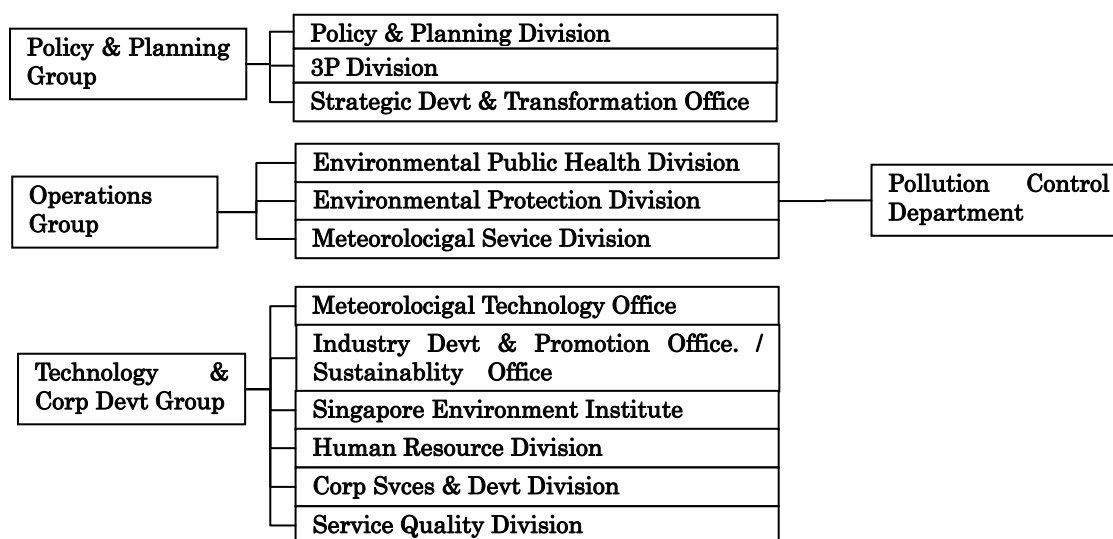 Policy & Planning
Group
Policy & Planning Division
3P Division
Strategic Devt & Transformation Office
Operations
Group
Environmental Public Health Division
Environmental Protection Division
Meteorolocigal Sevice Division
Pollution Control
Department
Technology &
Corp Devt Group
Meteorolocigal Technology Office
Industry Devt & Promotion Office. /
Sustainablity Office
Singapore Environment Institute
Human Resource Division
Corp Svces & Devt Division
Service Quality Division